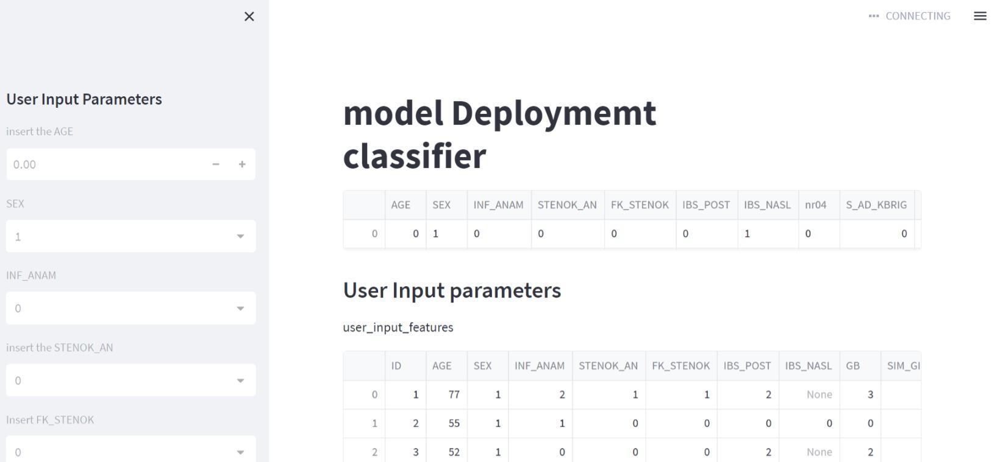 CONNECTING
User Input Parameters
insert the AGE
0.00
SEX
1
INF_ANAM
0
insert the STENOK_AN
0
Insert FK_STENOK
0
model Deploymemt
classifier
AGE SEX INF_ANAM STENOK_AN FK_STENOK IBS_POST IBS_NASL nr04 S_AD_KBRIG
0 0 1 0 0 0 0 1 0 0
User Input parameters
user_input_features
ID AGE SEX INF_ANAM STENOK_AN FK_STENOK IBS_POST IBS_NASL GB SIM_GI
0 1 77 1 2 1 1 2 None 3
1 2 55 1 1 0 0 0 0 0
2 3 52 1 0 0 0 2 None 2